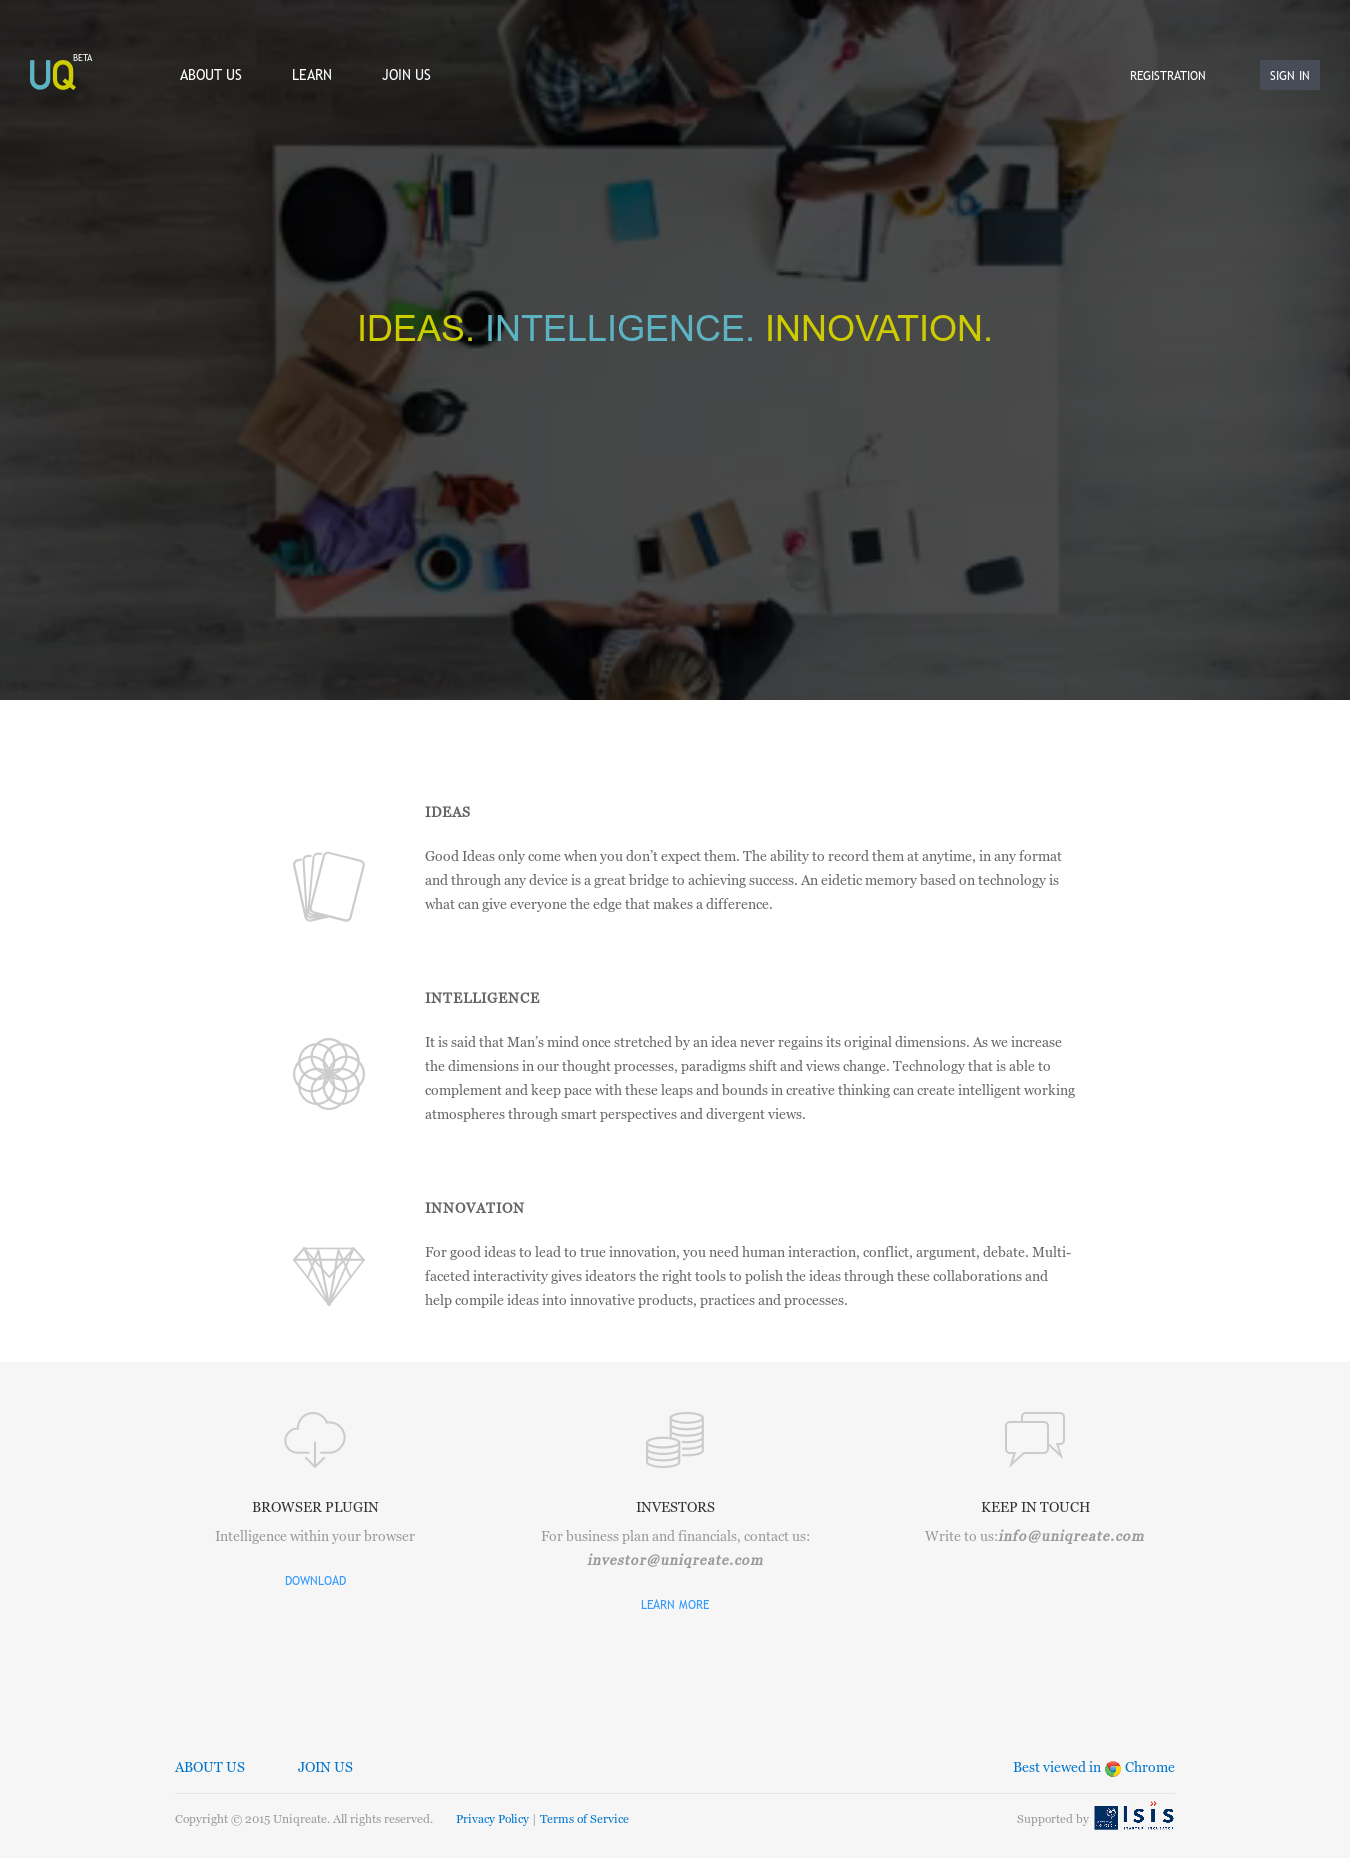 UQ BETA
ABOUT US LEARN JOIN US REGISTRATION SIGN IN
IDEAS. INTELLIGENCE. INNOVATION.
IDEAS
Good Ideas only come when you don’t expect them. The ability to record them at anytime, in any format
and through any device is a great bridge to achieving success. An eidetic memory based on technology is
what can give everyone the edge that makes a difference.
INTELLIGENCE
It is said that Man’s mind once stretched by an idea never regains its original dimensions. As we increase
the dimensions in our thought processes, paradigms shift and views change. Technology that is able to
complement and keep pace with these leaps and bounds in creative thinking can create intelligent working
atmospheres through smart perspectives and divergent views.
INNOVATION
For good ideas to lead to true innovation, you need human interaction, conflict, argument, debate. Multi-
faceted interactivity gives ideators the right tools to polish the ideas through these collaborations and
help compile ideas into innovative products, practices and processes.
BROWSER PLUGIN
Intelligence within your browser
DOWNLOAD
INVESTORS
For business plan and financials, contact us:
investor@uniqreate.com
LEARN MORE
KEEP IN TOUCH
Write to us:info@uniqreate.com
ABOUT US JOIN US Best viewed in Chrome
Copyright © 2015 Uniqreate. All rights reserved. Privacy Policy | Terms of Service Supported by Isis